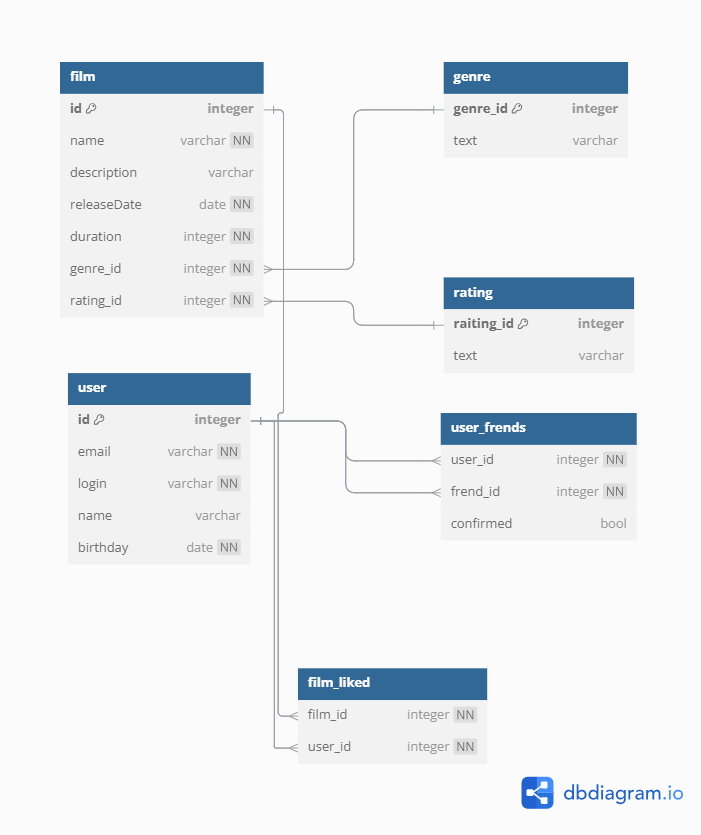 film
id integer
name varchar NN
description varchar
releaseDate date NN
duration integer NN
genre_id integer NN
rating_id integer NN
genre
genre_id integer
text varchar
rating
raiting_id integer
text varchar
user
id integer
email varchar NN
login varchar NN
name varchar
birthday date NN
user_frends
user_id integer NN
frend_id integer NN
confirmed bool
film_liked
film_id integer NN
user_id integer NN
dbdiagram.io